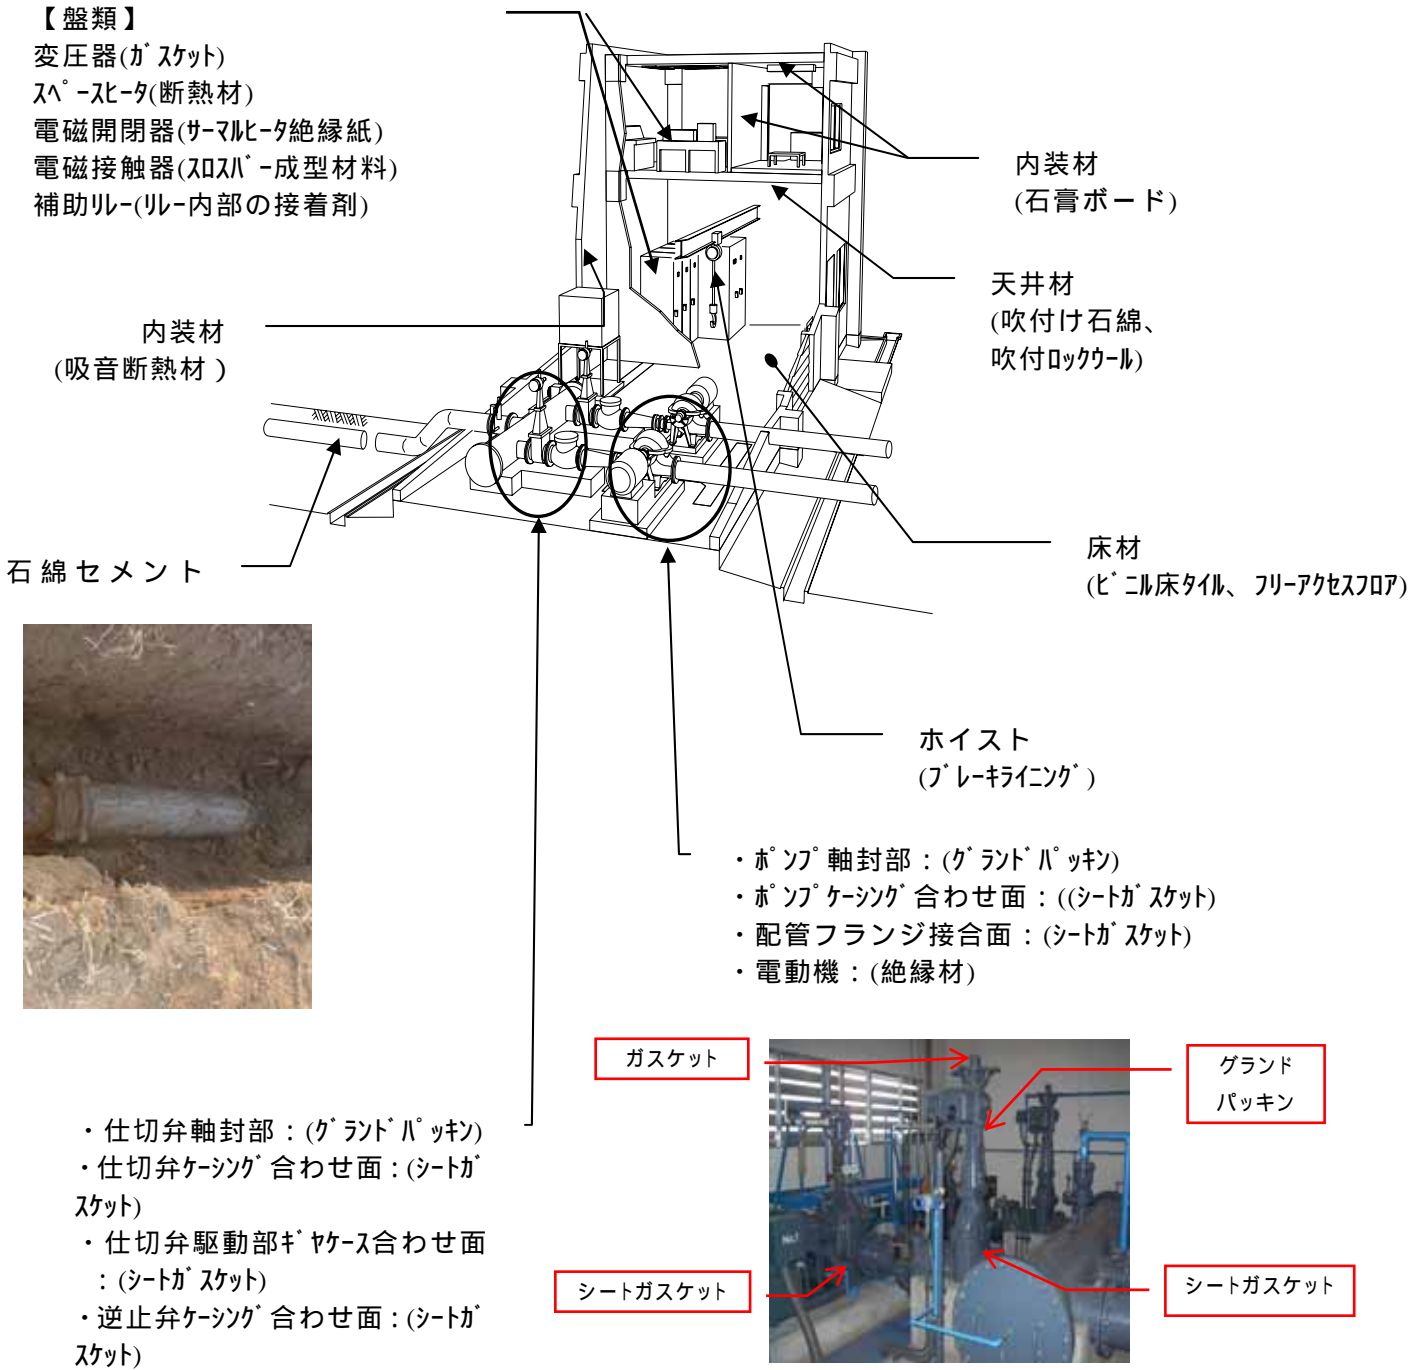 【盤類】
変圧器(ｶﾞｽｹｯﾄ)
ｽﾍﾟｰｽﾋｰﾀ(断熱材)
電磁開閉器(ｻｰﾏﾙﾋｰﾀ絶縁紙)
電磁接触器(ｽﾛｽﾊﾞｰ成型材料)
補助ﾘﾚｰ(ﾘﾚｰ内部の接着剤)
内装材
(石膏ボード)
天井材
(吹付け石綿、
吹付ﾛｯｸｳｰﾙ)
内装材
(吸音断熱材)
石綿セメント
床材
(ﾋﾞﾆﾙ床ﾀｲﾙ、ﾌﾘｰｱｸｾｽﾌﾛｱ)
ホイスト
(ﾌﾞﾚｰｷﾗｲﾆﾝｸﾞ)
・ﾎﾟﾝﾌﾟ軸封部：(ｸﾞﾗﾝﾄﾞﾊﾟｯｷﾝ)
・ﾎﾟﾝﾌﾟｹｰｼﾝｸﾞ合わせ面：((ｼｰﾄｶﾞｽｹｯﾄ)
・配管フランジ接合面：(ｼｰﾄｶﾞｽｹｯﾄ)
・電動機：(絶縁材)
ガスケット
グランド
パッキン
シートガスケット
シートガスケット
・仕切弁軸封部：(ｸﾞﾗﾝﾄﾞﾊﾟｯｷﾝ)
・仕切弁ｹｰｼﾝｸﾞ合わせ面：(ｼｰﾄｶﾞ
ｽｹｯﾄ)
・仕切弁駆動部ｷﾞﾔｹｰｽ合わせ面
：(ｼｰﾄｶﾞｽｹｯﾄ)
・逆止弁ｹｰｼﾝｸﾞ合わせ面：(ｼｰﾄｶﾞ
ｽｹｯﾄ)